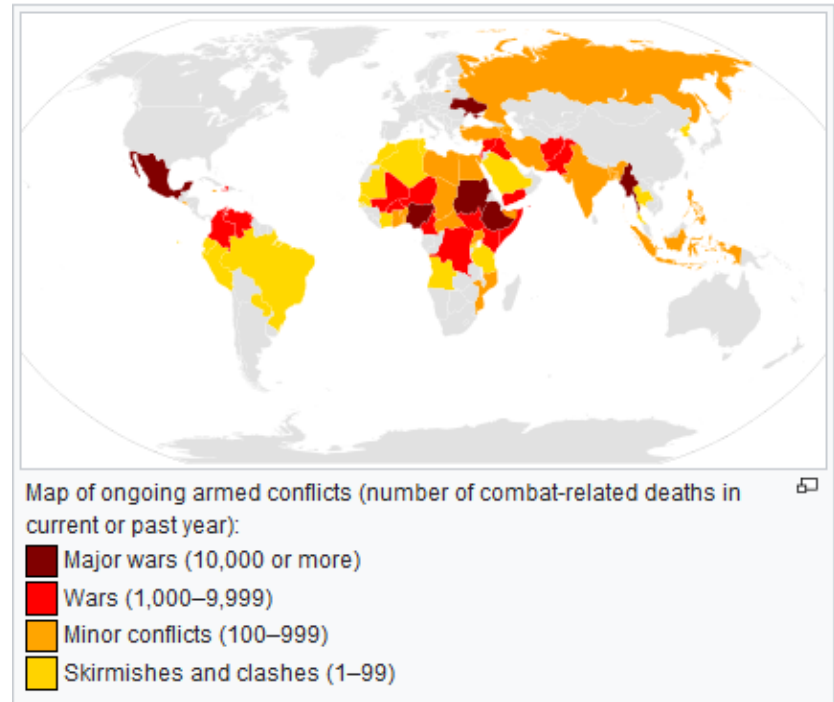 Map of ongoing armed conflicts (number of combat-related deaths in
current or past year):
Major wars (10,000 or more)
Wars (1,000–9,999)
Minor conflicts (100–999)
Skirmishes and clashes (1–99)